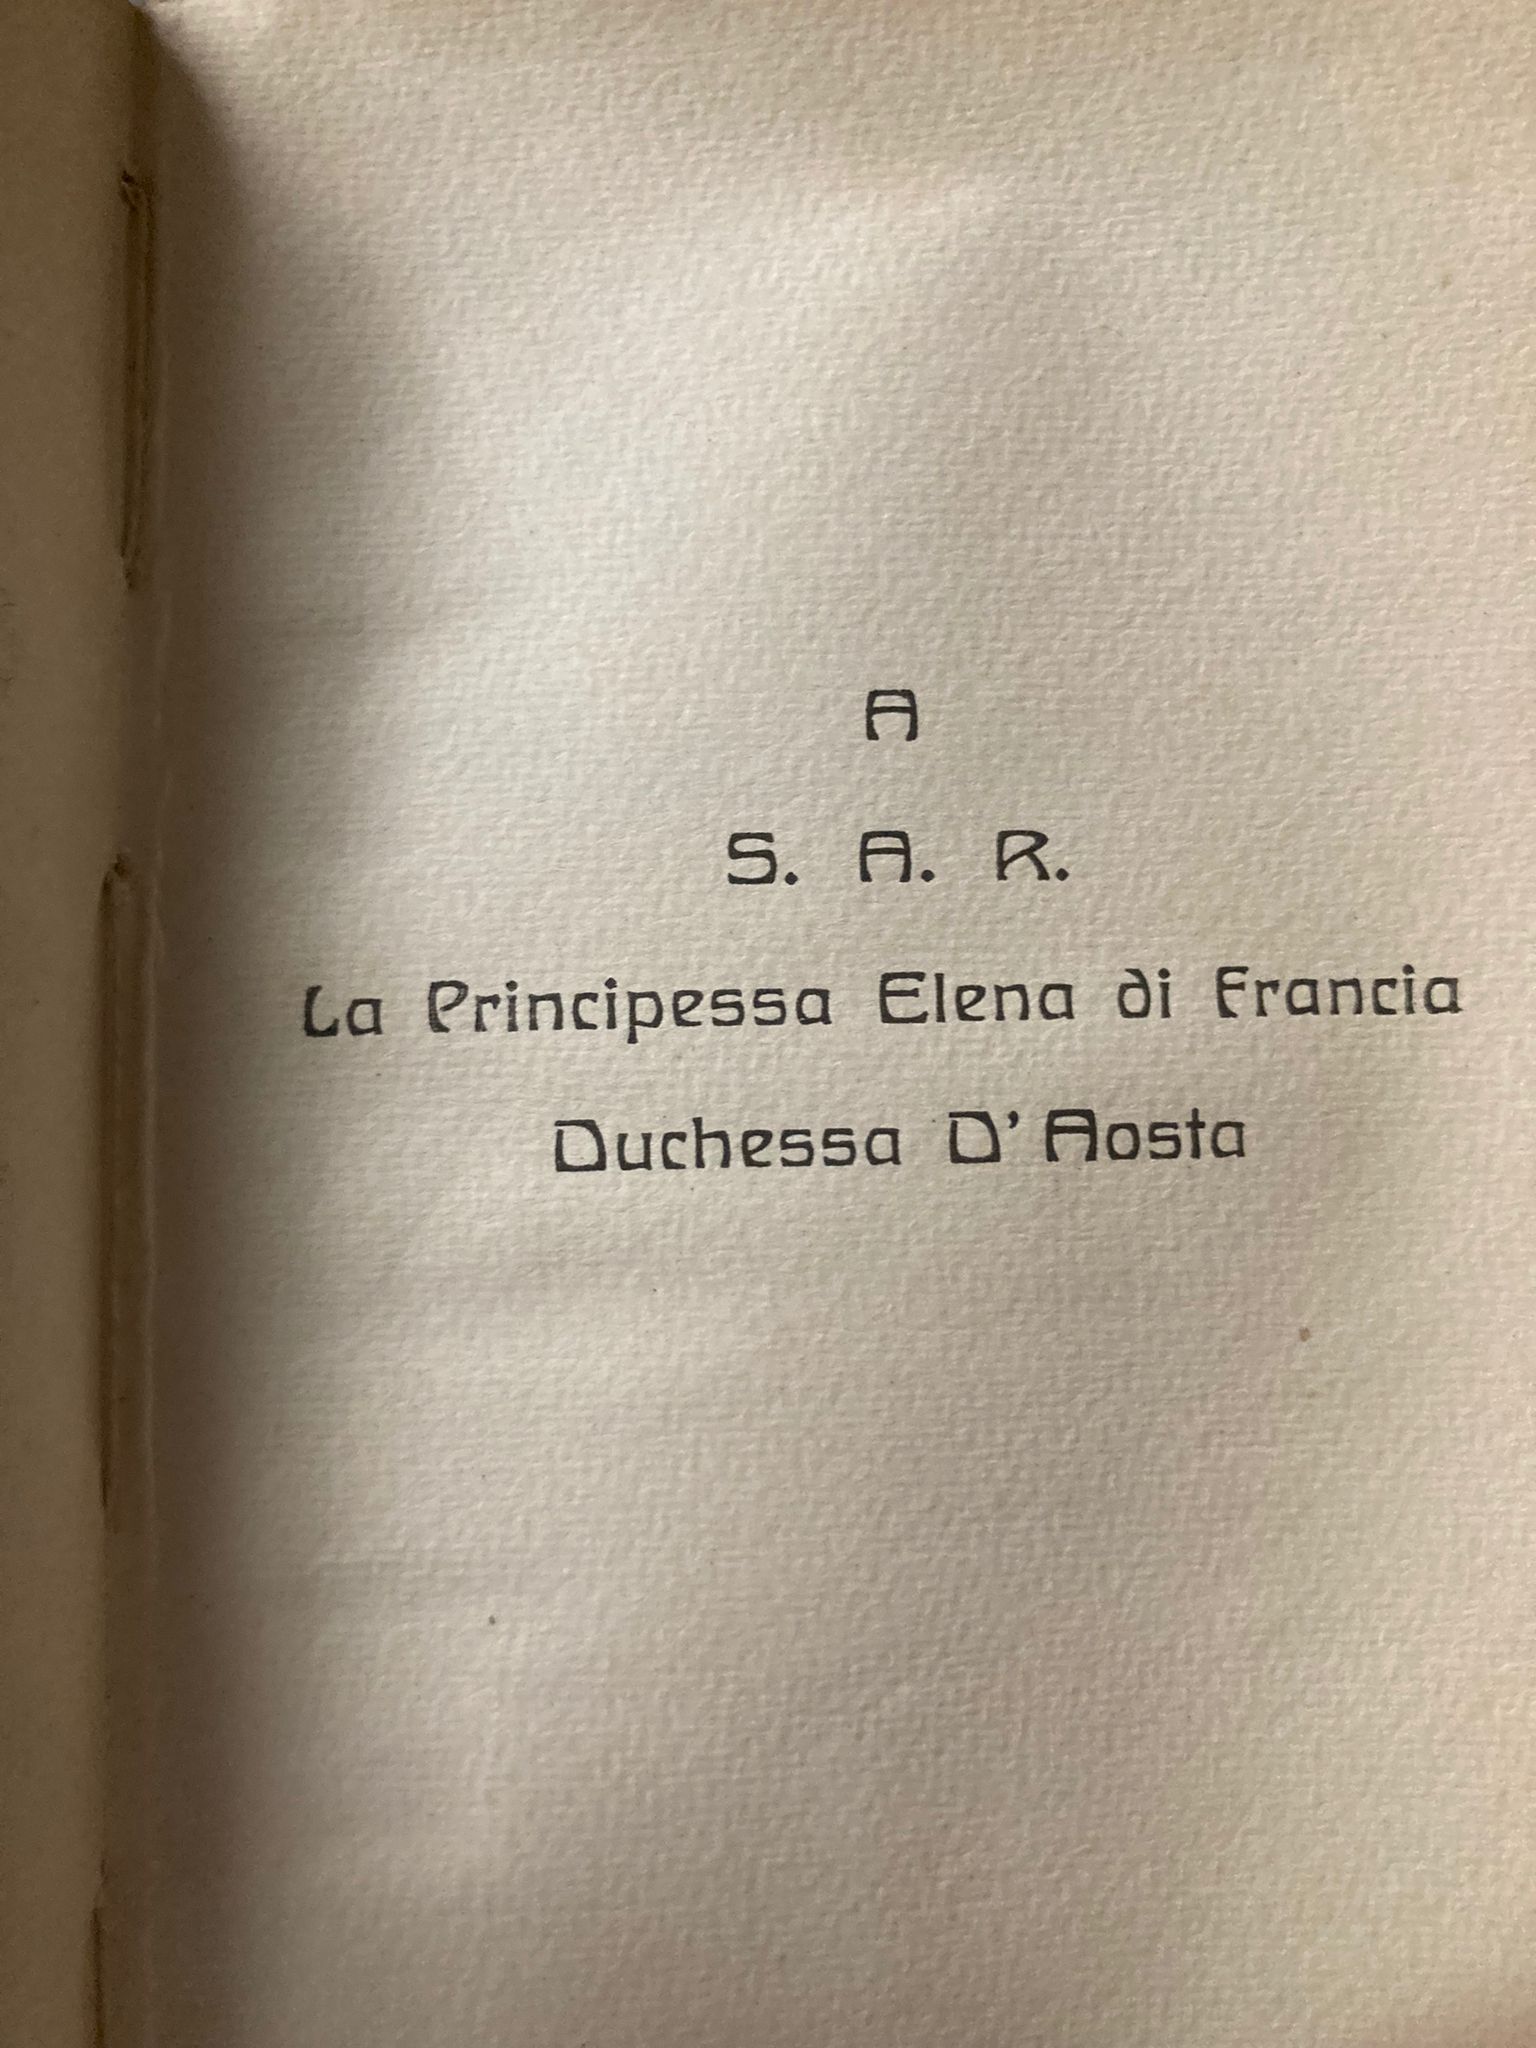 A
S. A. R.
La Principessa Elena di Francia
Duchessa D' Aosta